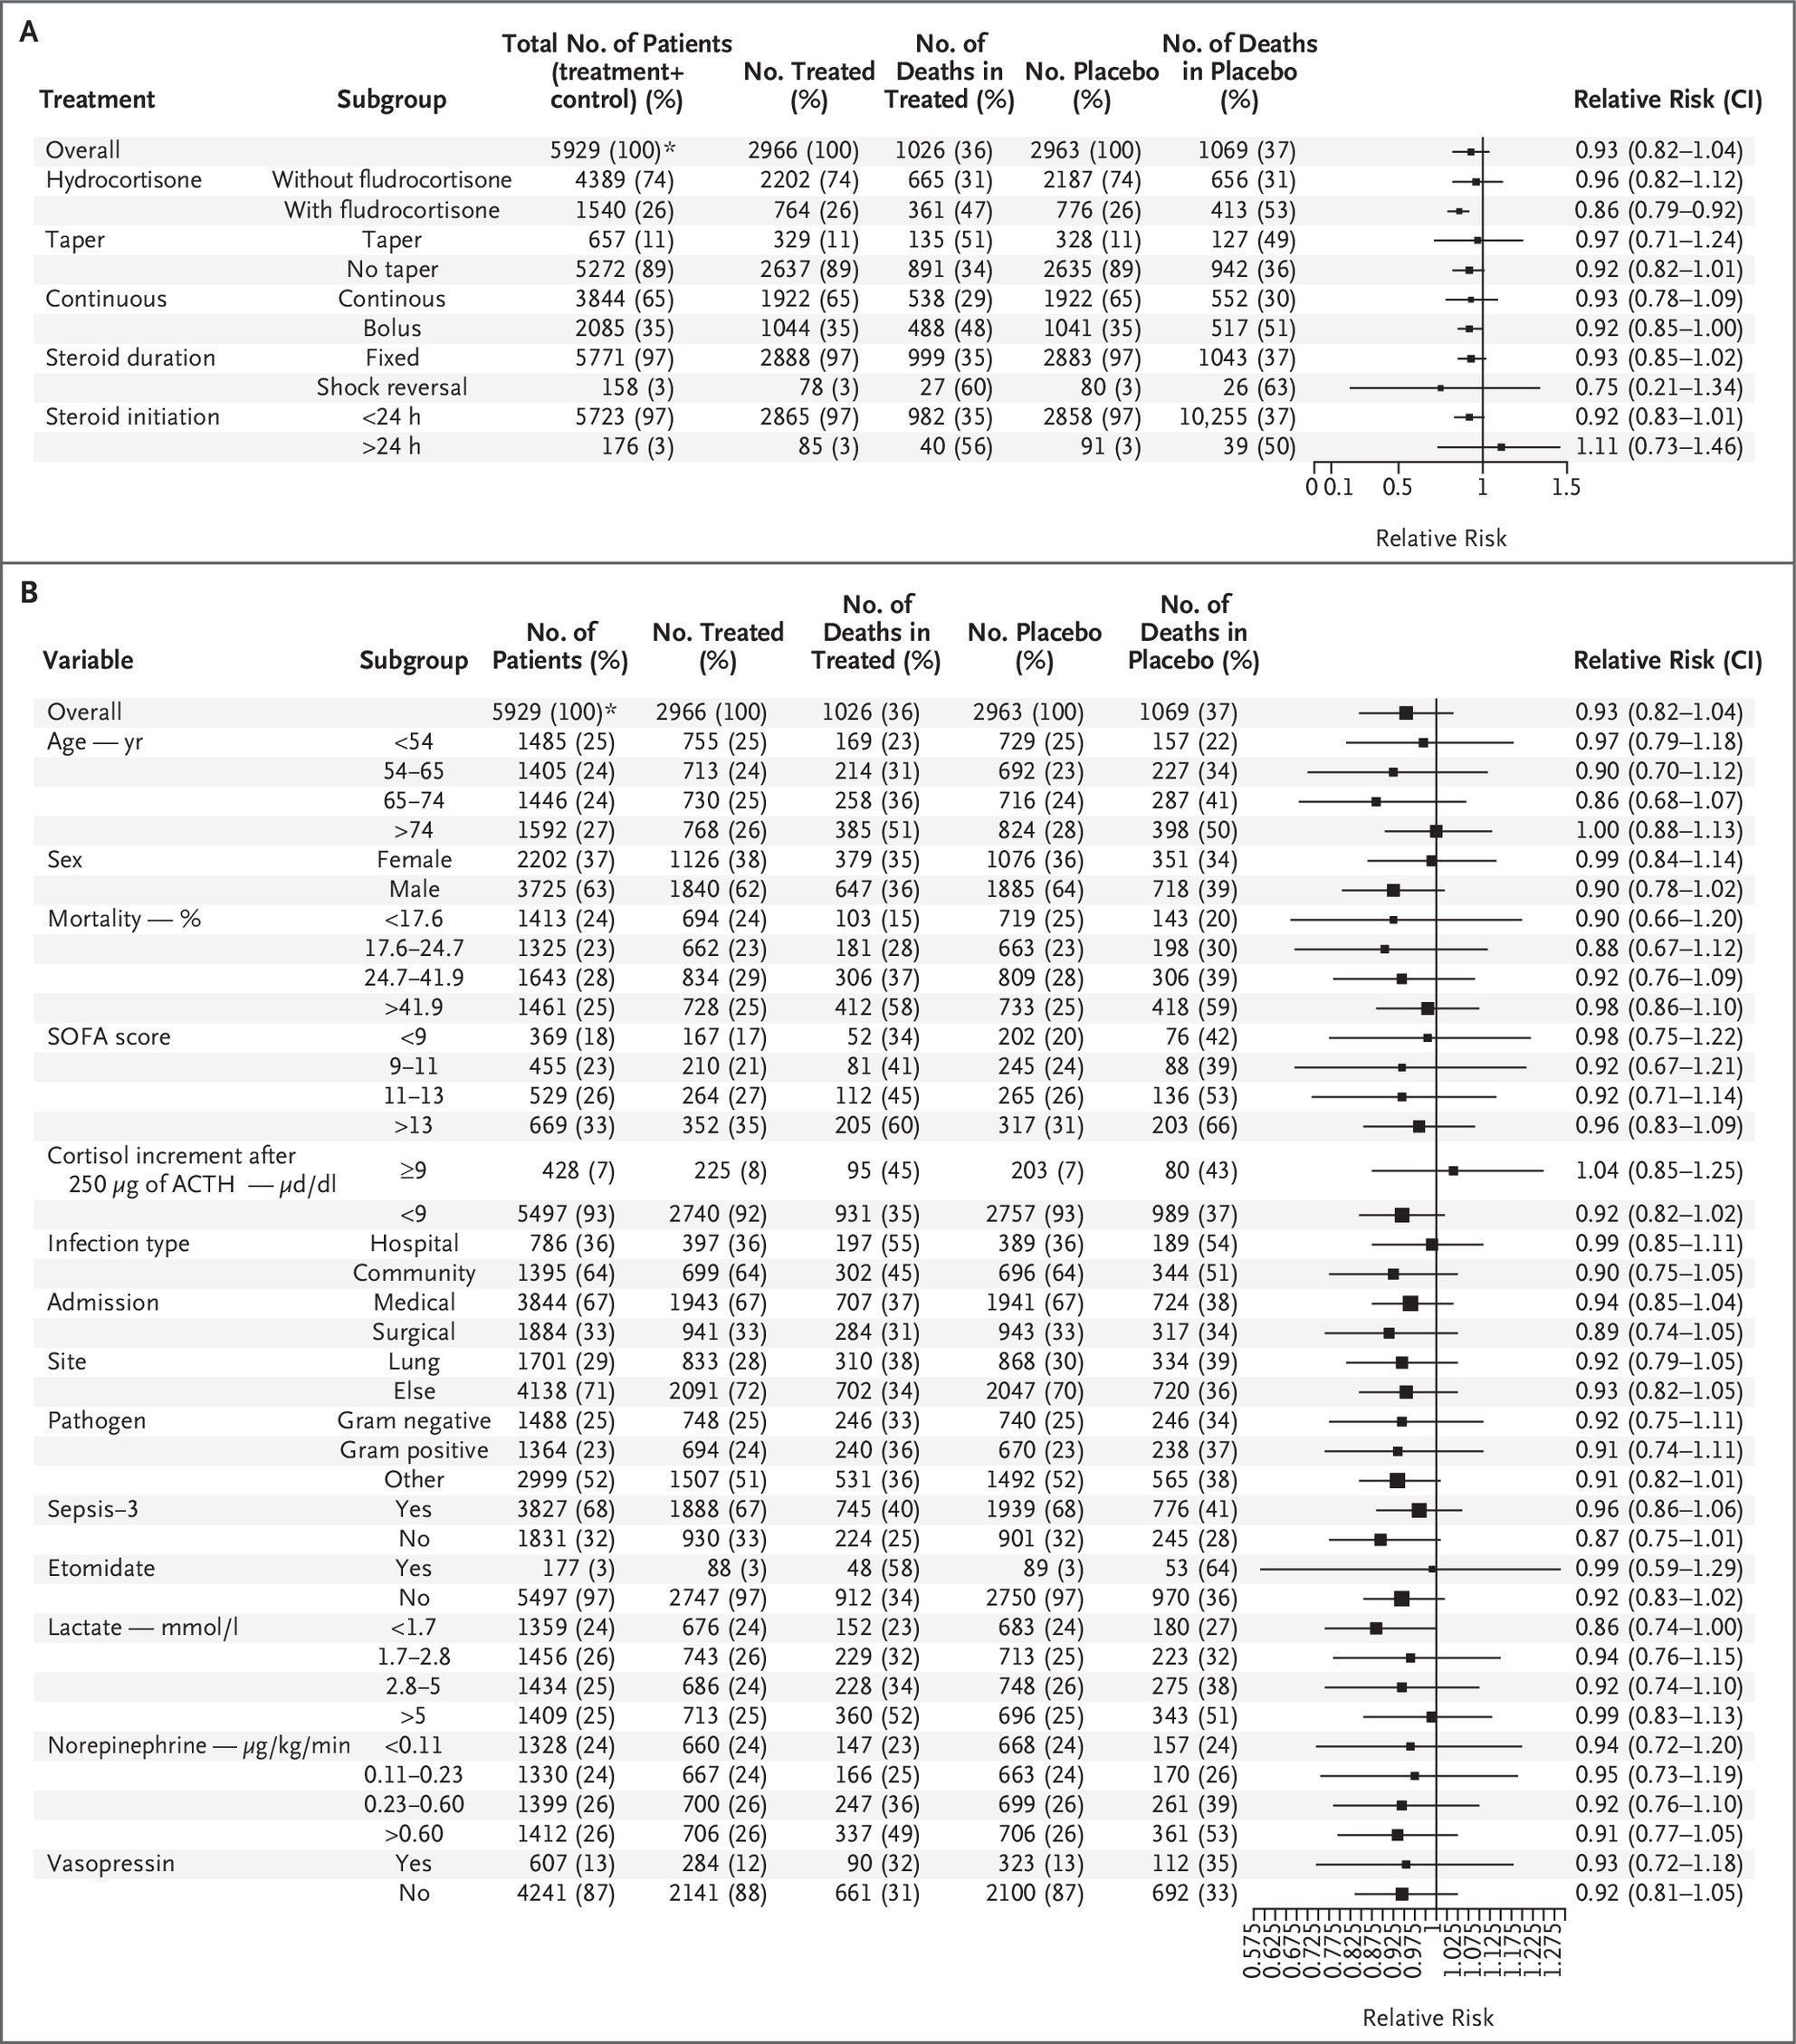 A
Treatment Subgroup Total No. of Patients (treatment+ control) (%) No. Treated (%) No. of Deaths in Treated (%) No. Placebo (%) No. of Deaths in Placebo (%) Relative Risk (CI)
Overall 5929 (100)* 2966 (100) 1026 (36) 2963 (100) 1069 (37) 0.93 (0.82–1.04)
Hydrocortisone Without fludrocortisone 4389 (74) 2202 (74) 665 (31) 2187 (74) 656 (31) 0.96 (0.82–1.12)
With fludrocortisone 1540 (26) 764 (26) 361 (47) 776 (26) 413 (53) 0.86 (0.79–0.92)
Taper Taper 657 (11) 329 (11) 135 (51) 328 (11) 127 (49) 0.97 (0.71–1.24)
No taper 5272 (89) 2637 (89) 891 (34) 2635 (89) 942 (36) 0.92 (0.82–1.01)
Continuous Continous 3844 (65) 1922 (65) 538 (29) 1922 (65) 552 (30) 0.93 (0.78–1.09)
Bolus 2085 (35) 1044 (35) 488 (48) 1041 (35) 517 (51) 0.92 (0.85–1.00)
Steroid duration Fixed 5771 (97) 2888 (97) 999 (35) 2883 (97) 1043 (37) 0.93 (0.85–1.02)
Shock reversal 158 (3) 78 (3) 27 (60) 80 (3) 26 (63) 0.75 (0.21–1.34)
Steroid initiation <24 h 5723 (97) 2865 (97) 982 (35) 2858 (97) 10,255 (37) 0.92 (0.83–1.01)
>24 h 176 (3) 85 (3) 40 (56) 91 (3) 39 (50) 1.11 (0.73–1.46)
0 0.1 0.5 1 1.5
Relative Risk
B
Variable Subgroup No. of Patients (%) No. Treated (%) No. of Deaths in Treated (%) No. Placebo (%) No. of Deaths in Placebo (%) Relative Risk (CI)
Overall 5929 (100)* 2966 (100) 1026 (36) 2963 (100) 1069 (37) 0.93 (0.82–1.04)
Age — yr <54 1485 (25) 755 (25) 169 (23) 729 (25) 157 (22) 0.97 (0.79–1.18)
54–65 1405 (24) 713 (24) 214 (31) 692 (23) 227 (34) 0.90 (0.70–1.12)
65–74 1446 (24) 730 (25) 258 (36) 716 (24) 287 (41) 0.86 (0.68–1.07)
>74 1592 (27) 768 (26) 385 (51) 824 (28) 398 (50) 1.00 (0.88–1.13)
Sex Female 2202 (37) 1126 (38) 379 (35) 1076 (36) 351 (34) 0.99 (0.84–1.14)
Male 3725 (63) 1840 (62) 647 (36) 1885 (64) 718 (39) 0.90 (0.78–1.02)
Mortality — % <17.6 1413 (24) 694 (24) 103 (15) 719 (25) 143 (20) 0.90 (0.66–1.20)
17.6–24.7 1325 (23) 662 (23) 181 (28) 663 (23) 198 (30) 0.88 (0.67–1.12)
24.7–41.9 1643 (28) 834 (29) 306 (37) 809 (28) 306 (39) 0.92 (0.76–1.09)
>41.9 1461 (25) 728 (25) 412 (58) 733 (25) 418 (59) 0.98 (0.86–1.10)
SOFA score <9 369 (18) 167 (17) 52 (34) 202 (20) 76 (42) 0.98 (0.75–1.22)
9–11 455 (23) 210 (21) 81 (41) 245 (24) 88 (39) 0.92 (0.67–1.21)
11–13 529 (26) 264 (27) 112 (45) 265 (26) 136 (53) 0.92 (0.71–1.14)
>13 669 (33) 352 (35) 205 (60) 317 (31) 203 (66) 0.96 (0.83–1.09)
Cortisol increment after
250 µg of ACTH — µd/dl ≥9 428 (7) 225 (8) 95 (45) 203 (7) 80 (43) 1.04 (0.85–1.25)
<9 5497 (93) 2740 (92) 931 (35) 2757 (93) 989 (37) 0.92 (0.82–1.02)
Infection type Hospital 786 (36) 397 (36) 197 (55) 389 (36) 189 (54) 0.99 (0.85–1.11)
Community 1395 (64) 699 (64) 302 (45) 696 (64) 344 (51) 0.90 (0.75–1.05)
Admission Medical 3844 (67) 1943 (67) 707 (37) 1941 (67) 724 (38) 0.94 (0.85–1.04)
Surgical 1884 (33) 941 (33) 284 (31) 943 (33) 317 (34) 0.89 (0.74–1.05)
Site Lung 1701 (29) 833 (28) 310 (38) 868 (30) 334 (39) 0.92 (0.79–1.05)
Else 4138 (71) 2091 (72) 702 (34) 2047 (70) 720 (36) 0.93 (0.82–1.05)
Pathogen Gram negative 1488 (25) 748 (25) 246 (33) 740 (25) 246 (34) 0.92 (0.75–1.11)
Gram positive 1364 (23) 694 (24) 240 (36) 670 (23) 238 (37) 0.91 (0.74–1.11)
Other 2999 (52) 1507 (51) 531 (36) 1492 (52) 565 (38) 0.91 (0.82–1.01)
Sepsis–3 Yes 3827 (68) 1888 (67) 745 (40) 1939 (68) 776 (41) 0.96 (0.86–1.06)
No 1831 (32) 930 (33) 224 (25) 901 (32) 245 (28) 0.87 (0.75–1.01)
Etomidate Yes 177 (3) 88 (3) 48 (58) 89 (3) 53 (64) 0.99 (0.59–1.29)
No 5497 (97) 2747 (97) 912 (34) 2750 (97) 970 (36) 0.92 (0.83–1.02)
Lactate — mmol/l <1.7 1359 (24) 676 (24) 152 (23) 683 (24) 180 (27) 0.86 (0.74–1.00)
1.7–2.8 1456 (26) 743 (26) 229 (32) 713 (25) 223 (32) 0.94 (0.76–1.15)
2.8–5 1434 (25) 686 (24) 228 (34) 748 (26) 275 (38) 0.92 (0.74–1.10)
>5 1409 (25) 713 (25) 360 (52) 696 (25) 343 (51) 0.99 (0.83–1.13)
Norepinephrine — µg/kg/min <0.11 1328 (24) 660 (24) 147 (23) 668 (24) 157 (24) 0.94 (0.72–1.20)
0.11–0.23 1330 (24) 667 (24) 166 (25) 663 (24) 170 (26) 0.95 (0.73–1.19)
0.23–0.60 1399 (26) 700 (26) 247 (36) 699 (26) 261 (39) 0.92 (0.76–1.10)
>0.60 1412 (26) 706 (26) 337 (49) 706 (26) 361 (53) 0.91 (0.77–1.05)
Vasopressin Yes 607 (13) 284 (12) 90 (32) 323 (13) 112 (35) 0.93 (0.72–1.18)
No 4241 (87) 2141 (88) 661 (31) 2100 (87) 692 (33) 0.92 (0.81–1.05)
0.575 0.625 0.675 0.725 0.775 0.825 0.875 0.925 0.975 1 1.025 1.075 1.125 1.175 1.225 1.275
Relative Risk